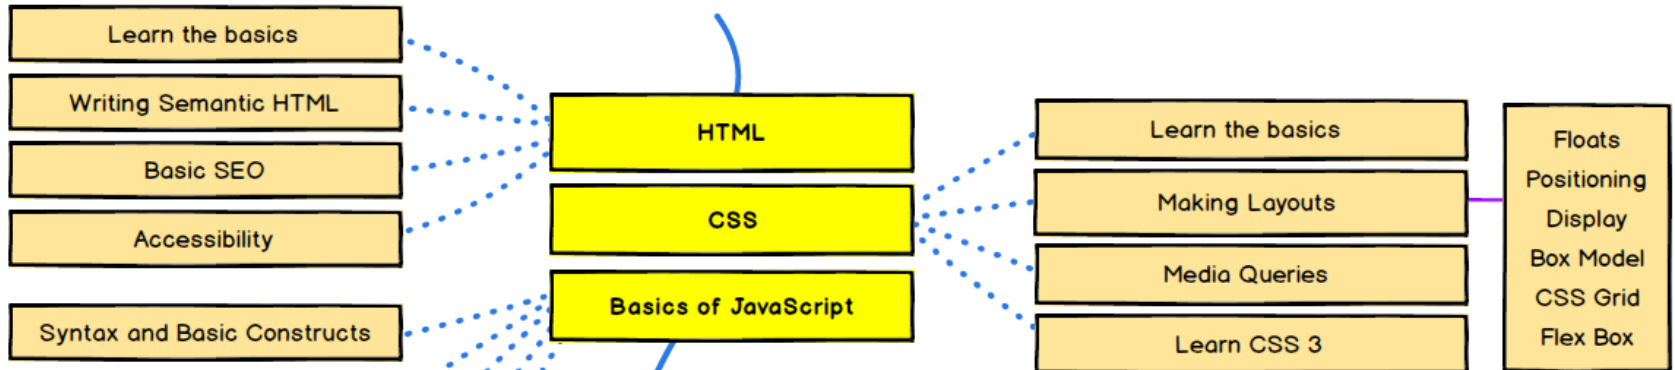 Learn the basics
Writing Semantic HTML
Basic SEO
Accessibility
Syntax and Basic Constructs
HTML
CSS
Basics of JavaScript
Learn the basics
Making Layouts
Media Queries
Learn CSS 3
Floats
Positioning
Display
Box Model
CSS Grid
Flex Box